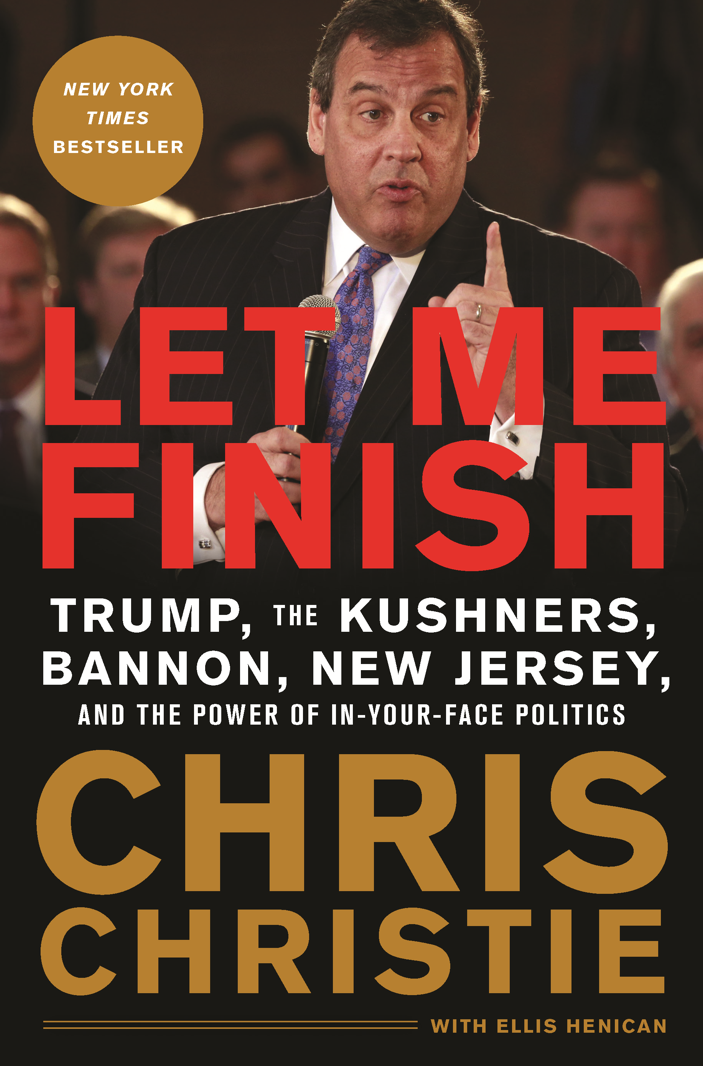 NEW YORK
TIMES
BESTSELLER
LET ME
FINISH
TRUMP, THE KUSHNERS,
BANNON, NEW JERSEY,
AND THE POWER OF IN-YOUR-FACE POLITICS
CHRIS
CHRISTIE
WITH ELLIS HENICAN